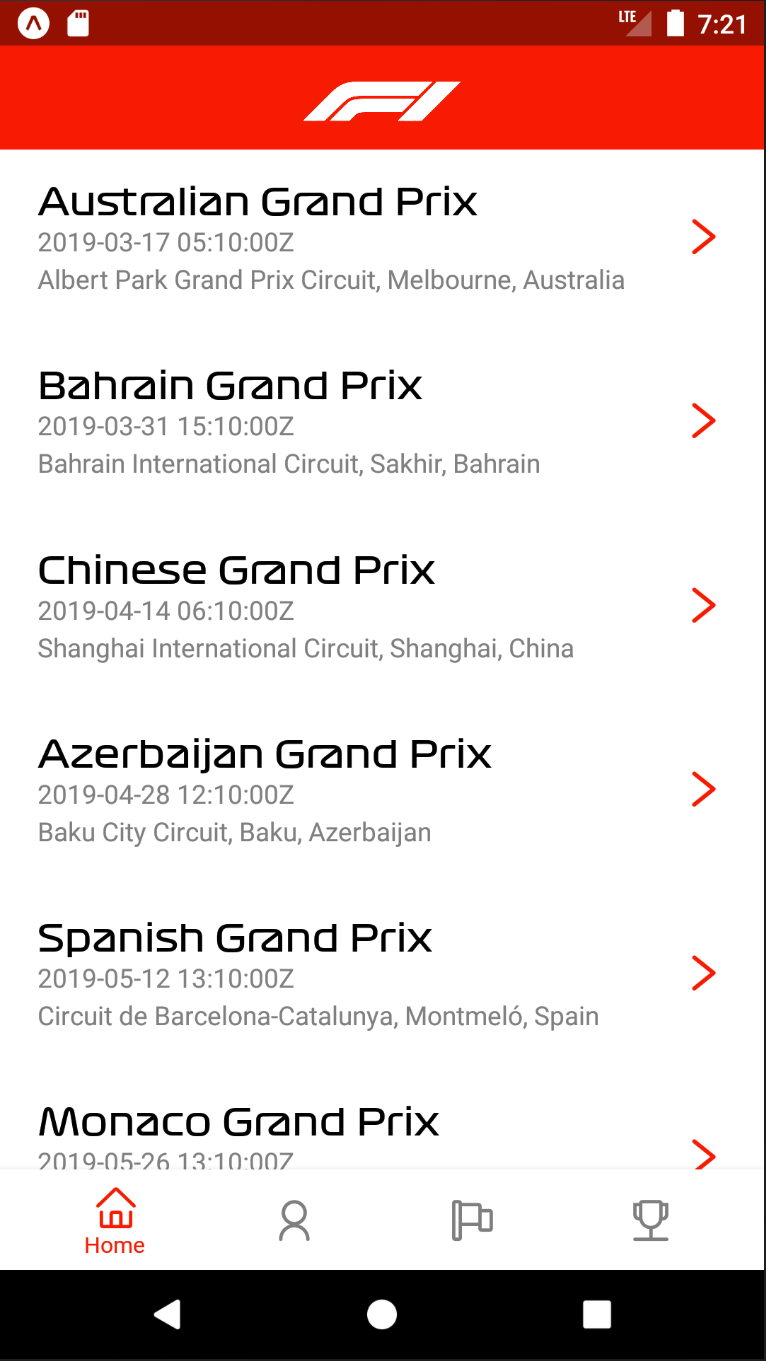 LTE 7:21
F1
Australian Grand Prix
2019-03-17 05:10:00Z
Albert Park Grand Prix Circuit, Melbourne, Australia
Bahrain Grand Prix
2019-03-31 15:10:00Z
Bahrain International Circuit, Sakhir, Bahrain
Chinese Grand Prix
2019-04-14 06:10:00Z
Shanghai International Circuit, Shanghai, China
Azerbaijan Grand Prix
2019-04-28 12:10:00Z
Baku City Circuit, Baku, Azerbaijan
Spanish Grand Prix
2019-05-12 13:10:00Z
Circuit de Barcelona-Catalunya, Montmeló, Spain
Monaco Grand Prix
2019-05-26 13:10:00Z
Home